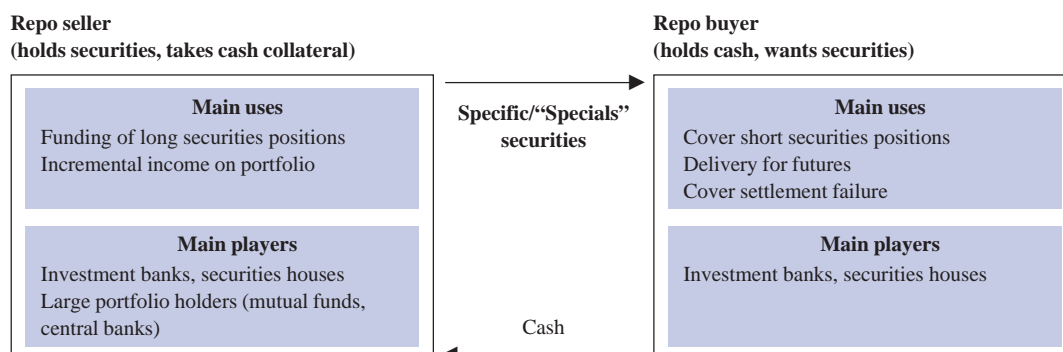 Repo seller
(holds securities, takes cash collateral)
Main uses
Funding of long securities positions
Incremental income on portfolio
Main players
Investment banks, securities houses
Large portfolio holders (mutual funds,
central banks)
Specific/“Specials”
securities
Cash
Repo buyer
(holds cash, wants securities)
Main uses
Cover short securities positions
Delivery for futures
Cover settlement failure
Main players
Investment banks, securities houses